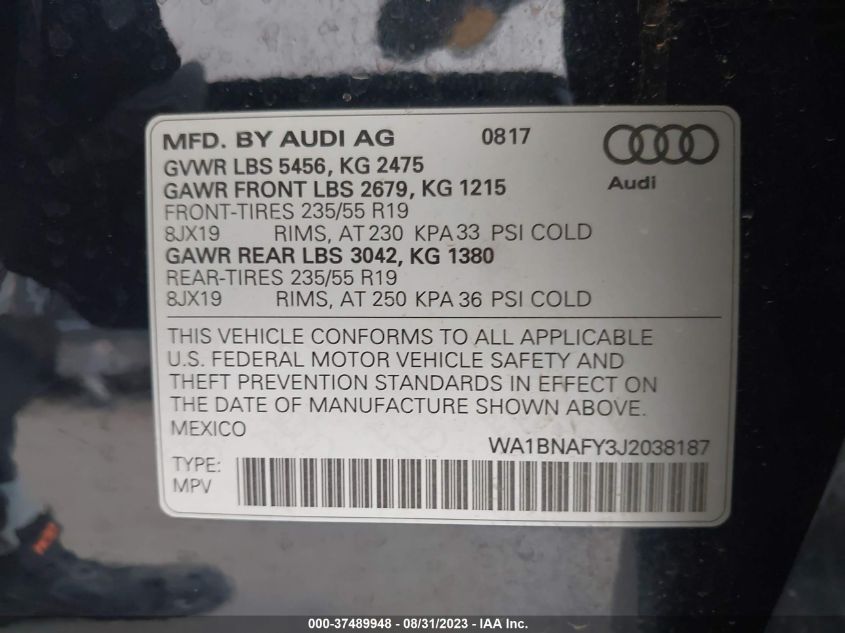 MFD. BY AUDI AG 0817
Audi
GVWR LBS 5456, KG 2475
GAWR FRONT LBS 2679, KG 1215
FRONT-TIRES 235/55 R19
8JX19 RIMS, AT 230 KPA 33 PSI COLD
GAWR REAR LBS 3042, KG 1380
REAR-TIRES 235/55 R19
8JX19 RIMS, AT 250 KPA 36 PSI COLD
THIS VEHICLE CONFORMS TO ALL APPLICABLE
U.S. FEDERAL MOTOR VEHICLE SAFETY AND
THEFT PREVENTION STANDARDS IN EFFECT ON
THE DATE OF MANUFACTURE SHOWN ABOVE.
MEXICO
WA1BNAFY3J2038187
TYPE:
MPV
000-37489948 - 08/31/2023 - IAA Inc.